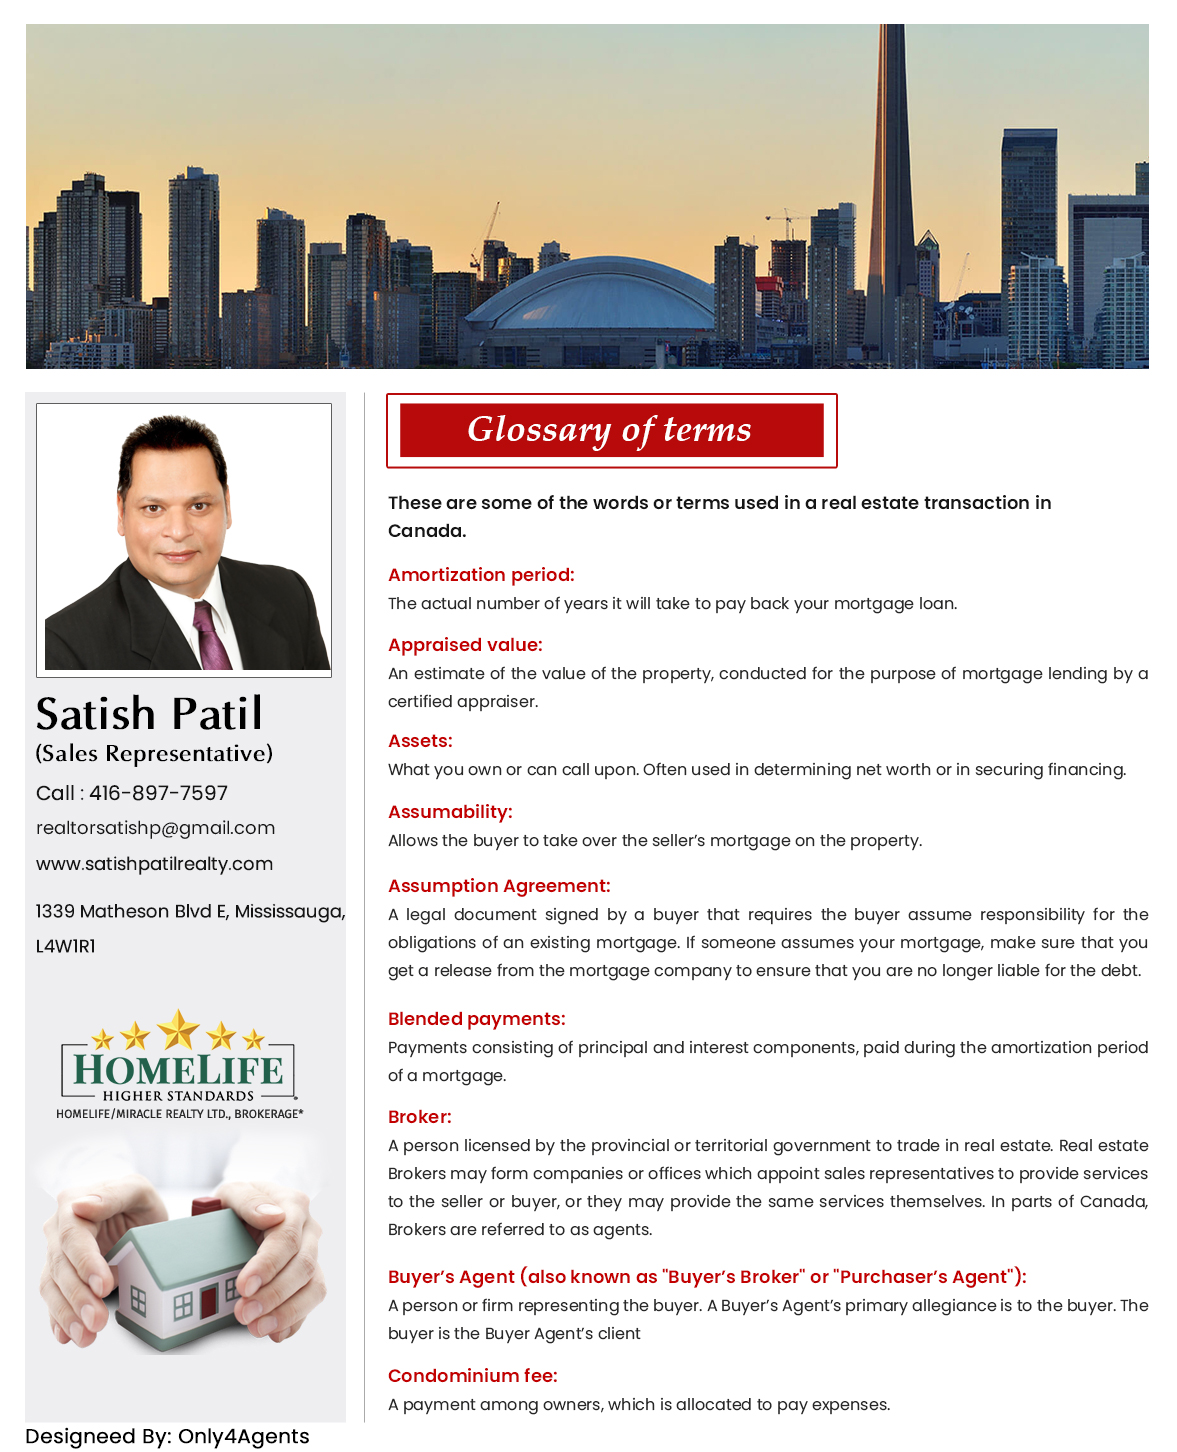 Glossary of terms
These are some of the words or terms used in a real estate transaction in
Canada.
Amortization period:
The actual number of years it will take to pay back your mortgage loan.
Appraised value:
An estimate of the value of the property, conducted for the purpose of mortgage lending by a
certified appraiser.
Assets:
What you own or can call upon. Often used in determining net worth or in securing financing.
Assumability:
Allows the buyer to take over the seller’s mortgage on the property.
Assumption Agreement:
A legal document signed by a buyer that requires the buyer assume responsibility for the
obligations of an existing mortgage. If someone assumes your mortgage, make sure that you
get a release from the mortgage company to ensure that you are no longer liable for the debt.
Blended payments:
Payments consisting of principal and interest components, paid during the amortization period
of a mortgage.
Broker:
A person licensed by the provincial or territorial government to trade in real estate. Real estate
Brokers may form companies or offices which appoint sales representatives to provide services
to the seller or buyer, or they may provide the same services themselves. In parts of Canada,
Brokers are referred to as agents.
Buyer’s Agent (also known as "Buyer’s Broker" or "Purchaser’s Agent"):
A person or firm representing the buyer. A Buyer’s Agent’s primary allegiance is to the buyer. The
buyer is the Buyer Agent’s client
Condominium fee:
A payment among owners, which is allocated to pay expenses.
Satish Patil
(Sales Representative)
Call : 416-897-7597
realtorsatishp@gmail.com
www.satishpatilrealty.com
1339 Matheson Blvd E, Mississauga,
L4W1R1
HOMELIFE
HIGHER STANDARDS
HOMELIFE/MIRACLE REALTY LTD., BROKERAGE*
Designeed By: Only4Agents